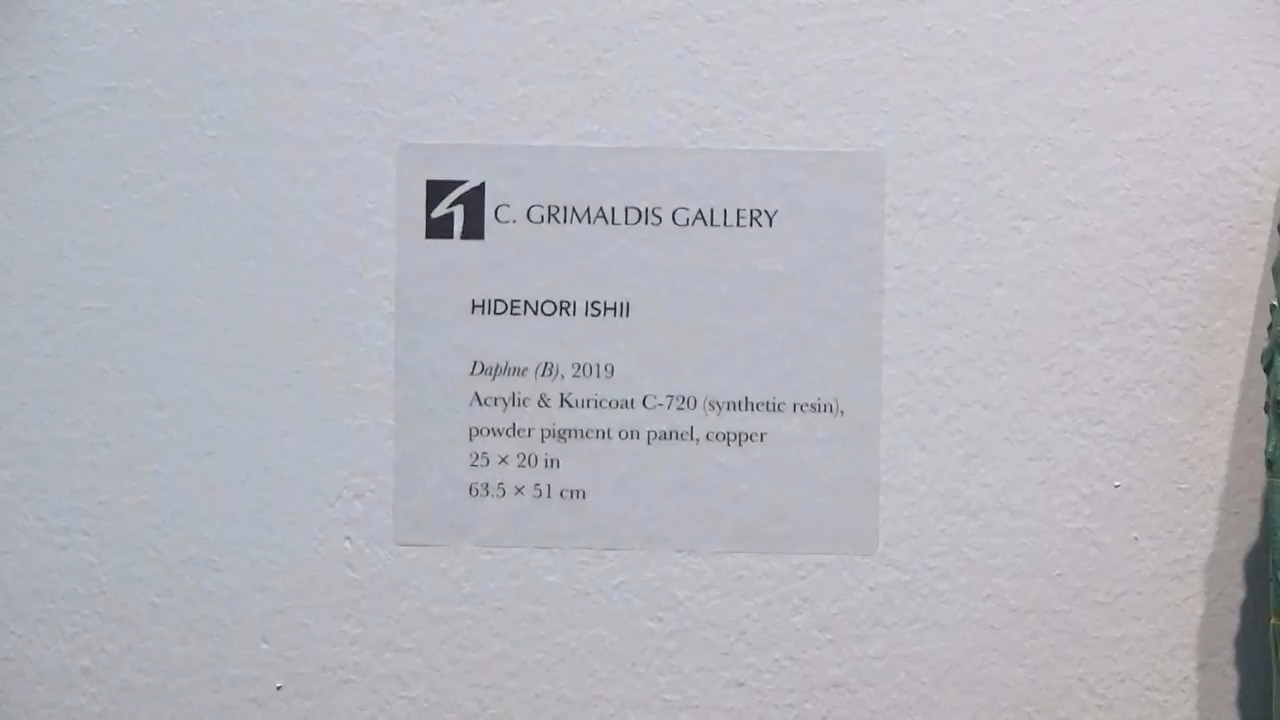 C. GRIMALDIS GALLERY
HIDENORI ISHII
Daphne (B), 2019
Acrylic & Kuricoat C-720 (synthetic resin),
powder pigment on panel, copper
25 × 20 in
63.5 × 51 cm